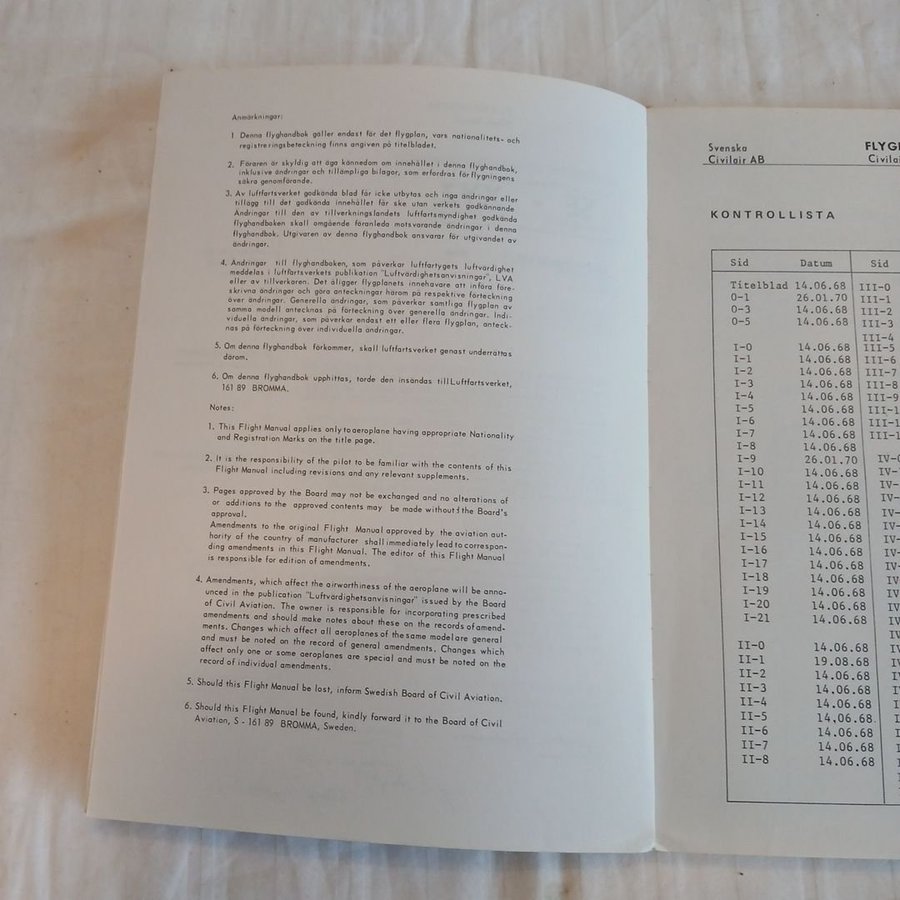 Anmärkningar:
1 Denna flyghandbok gäller endast för det flygplan, vars nationalitets- och
registreringsbeteckning finns angiven på titelbladet.
2. Föraren är skyldig att äga kännedom om innehållet i denna flyghandbok,
inklusive ändringar och tillämpliga bilagor, som erfordras för flygningens
säkra genomförande.
3. Av luftfartsverket godkända blad får icke utbytas och inga ändringar eller
tillägg till det godkända innehållet får ske utan verkets godkännande
Ändringar till den av tillverkningslandets luftfartsmyndighet godkända
flyghandboken skall omgående föranleda motsvarande ändringar i denna
flyghandbok. Utgivaren av denna flyghandbok ansvarar för utgivandet av
ändringar.
4. Ändringar till flyghandboken, som påverkar luftfartygets luftvärdighet
meddelas i luftfartsverkets publikation "Luftvärdighetsanvisningar", LVA
eller av tillverkaren. Det åligger flygplanets innehavare att införa före-
skrivna ändringar och göra anteckningar härom på respektive förteckning
över ändringar. Generella ändringar, som påverkar samtliga flygplan av
samma modell antecknas på förteckning över generella ändringar. Indi-
viduella ändringar, som påverkar endast ett eller flera flygplan, anteck-
nas på förteckning över individuella ändringar.
5. Om denna flyghandbok förkommer, skall luftfartsverket genast underrättas
därom.
6. Om denna flyghandbok upphittas, torde den insändas till Luftfartsverket,
161 89 BROMMA.
Notes:
1. This Flight Manual applies only to aeroplane having appropriate Nationality
and Registration Marks on the title page.
2. It is the responsibility of the pilot to be familiar with the contents of this
Flight Manual including revisions and any relevant supplements.
3. Pages approved by the Board may not be exchanged and no alterations of
or additions to the approved contents may be made without the Board's
approval.
Amendments to the original Flight Manual approved by the aviation aut-
hority of the country of manufacturer shall immediately lead to correspon-
ding amendments in this Flight Manual. The editor of this Flight Manual
is responsible for edition of amendments.
4. Amendments, which affect the airworthiness of the aeroplane will be anno-
unced in the publication "Luftvärdighetsanvisningar" issued by the Board
of Civil Aviation. The owner is responsible for incorporating prescribed
amendments and should make notes about these on the records of amend-
ments. Changes which affect all aeroplanes of the same model are general
and must be noted on the record of general amendments. Changes which
affect only one or some aeroplanes are special and must be noted on the
record of individual amendments.
5. Should this Flight Manual be lost, inform Swedish Board of Civil Aviation.
6. Should this Flight Manual be found, kindly forward it to the Board of Civil
Aviation, S - 161 89 BROMMA, Sweden.
Svenska FLYG
Civilair AB Civila
KONTROLLISTA
Sid Datum Sid
Titelblad 14.06.68 III-0
0-1 26.01.70 III-1
0-3 14.06.68 III-2
0-5 14.06.68 III-3
III-4
I-0 14.06.68 III-5
I-1 14.06.68 III-6
I-2 14.06.68 III-7
I-3 14.06.68 III-8
I-4 14.06.68 III-9
I-5 14.06.68 III-1
I-6 14.06.68 III-1
I-7 14.06.68 III-1
I-8 14.06.68
I-9 26.01.70 IV-0
I-10 14.06.68 IV-
I-11 14.06.68 IV-
I-12 14.06.68 IV-
I-13 14.06.68 IV-
I-14 14.06.68 IV-
I-15 14.06.68 IV-
I-16 14.06.68 IV-
I-17 14.06.68 IV-
I-18 14.06.68 IV-
I-19 14.06.68 IV-
I-20 14.06.68 IV
I-21 14.06.68 IV
IV
II-0 14.06.68 IV
II-1 19.08.68 IV
II-2 14.06.68
II-3 14.06.68
II-4 14.06.68
II-5 14.06.68
II-6 14.06.68
II-7 14.06.68
II-8 14.06.68